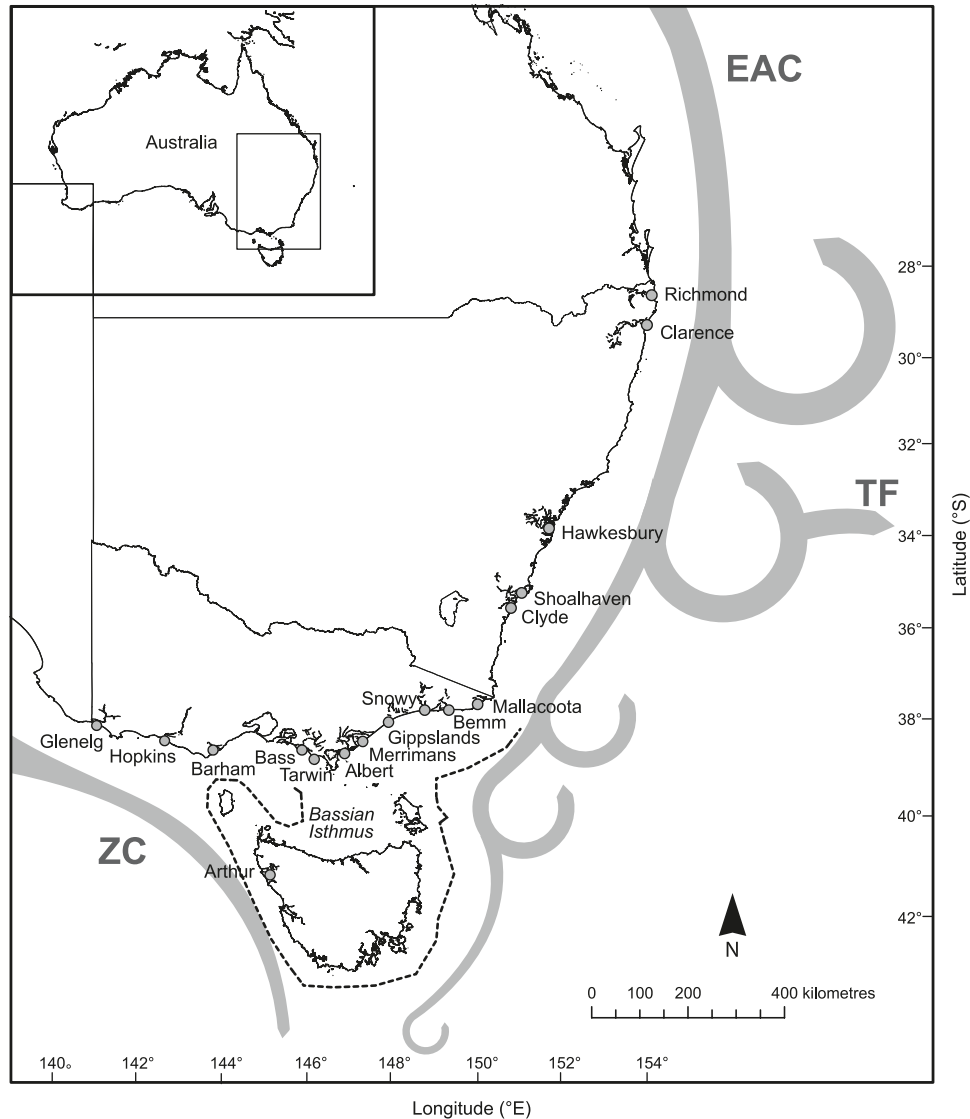 EAC
Australia
28°
Richmond
Clarence
30°
32°
TF
Hawkesbury
34°
Latitude (°S)
Shoalhaven
Clyde
36°
Snowy
Mallacoota
Bemm
38°
Glenelg
Gippslands
Hopkins
Bass
Merrimans
Barham
Albert
Tarwin
Bassian
Isthmus
40°
ZC
Arthur
42°
N
0 100 200 400 kilometres
140° 142° 144° 146° 148° 150° 152° 154°
Longitude (°E)